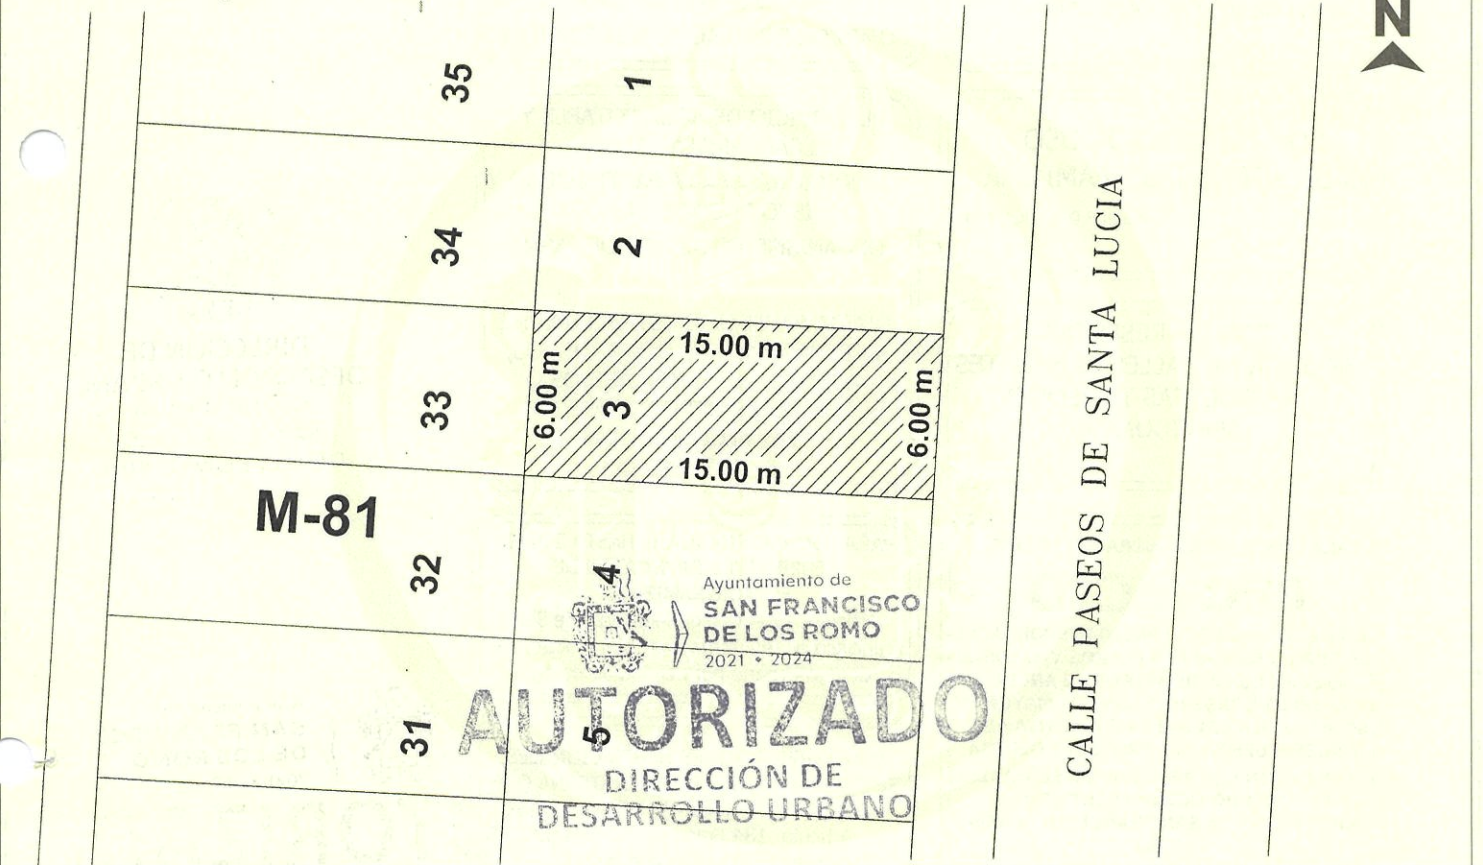 N
35
1
34
2
15.00 m
33
6.00 m
3
6.00 m
15.00 m
M-81
32
4
Ayuntamiento de
SAN FRANCISCO
DE LOS ROMO
2021 • 2024
31
5
AUTORIZADO
DIRECCIÓN DE
DESARROLLO URBANO
CALLE PASEOS DE SANTA LUCIA